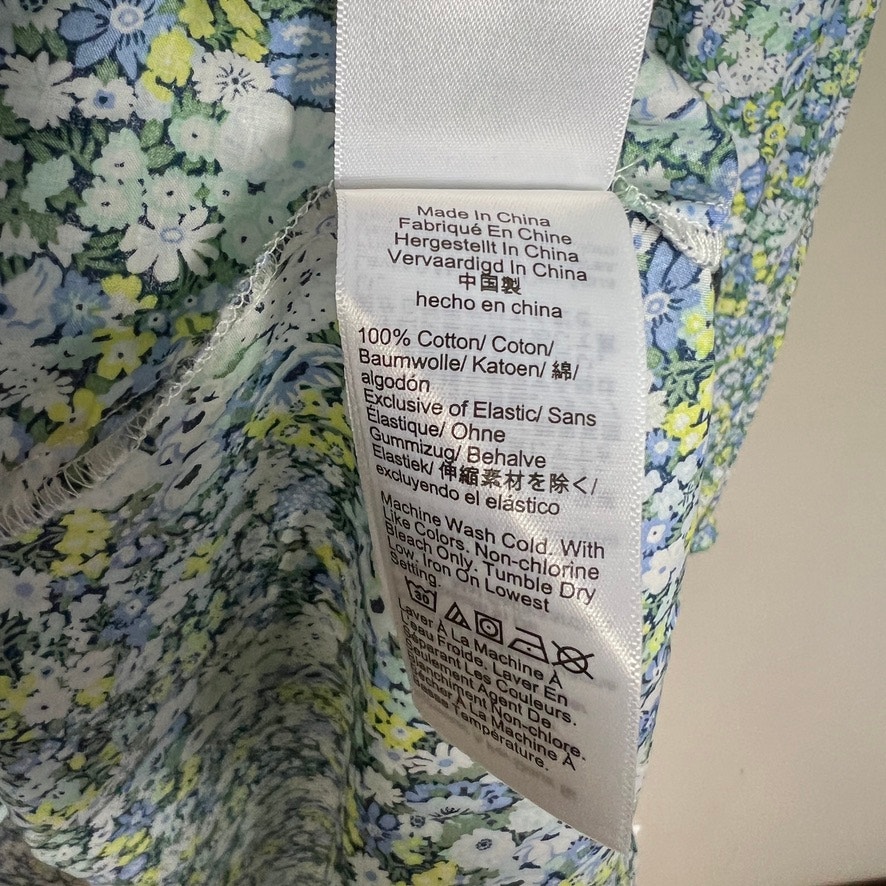 Made In China
Fabriqué En Chine
Hergestellt In China
Vervaardigd In China
中国製
hecho en china
100% Cotton/ Coton/
Baumwolle/ Katoen/ 綿/
algodón
Exclusive of Elastic/ Sans
Élastique/ Ohne
Gummizug/ Behalve
Elastiek/ 伸縮素材を除く/
excluyendo el elástico
Machine Wash Cold. With
Like Colors. Non-chlorine
Bleach Only. Tumble Dry
Low. Iron On Lowest
Setting.
30
Laver À La Machine À
L'eau Froide. Laver En
Séparant Les Couleurs.
Seulement Agent De
Blanchiment Non-chlore.
Sécher À La Machine À
Basse Température.